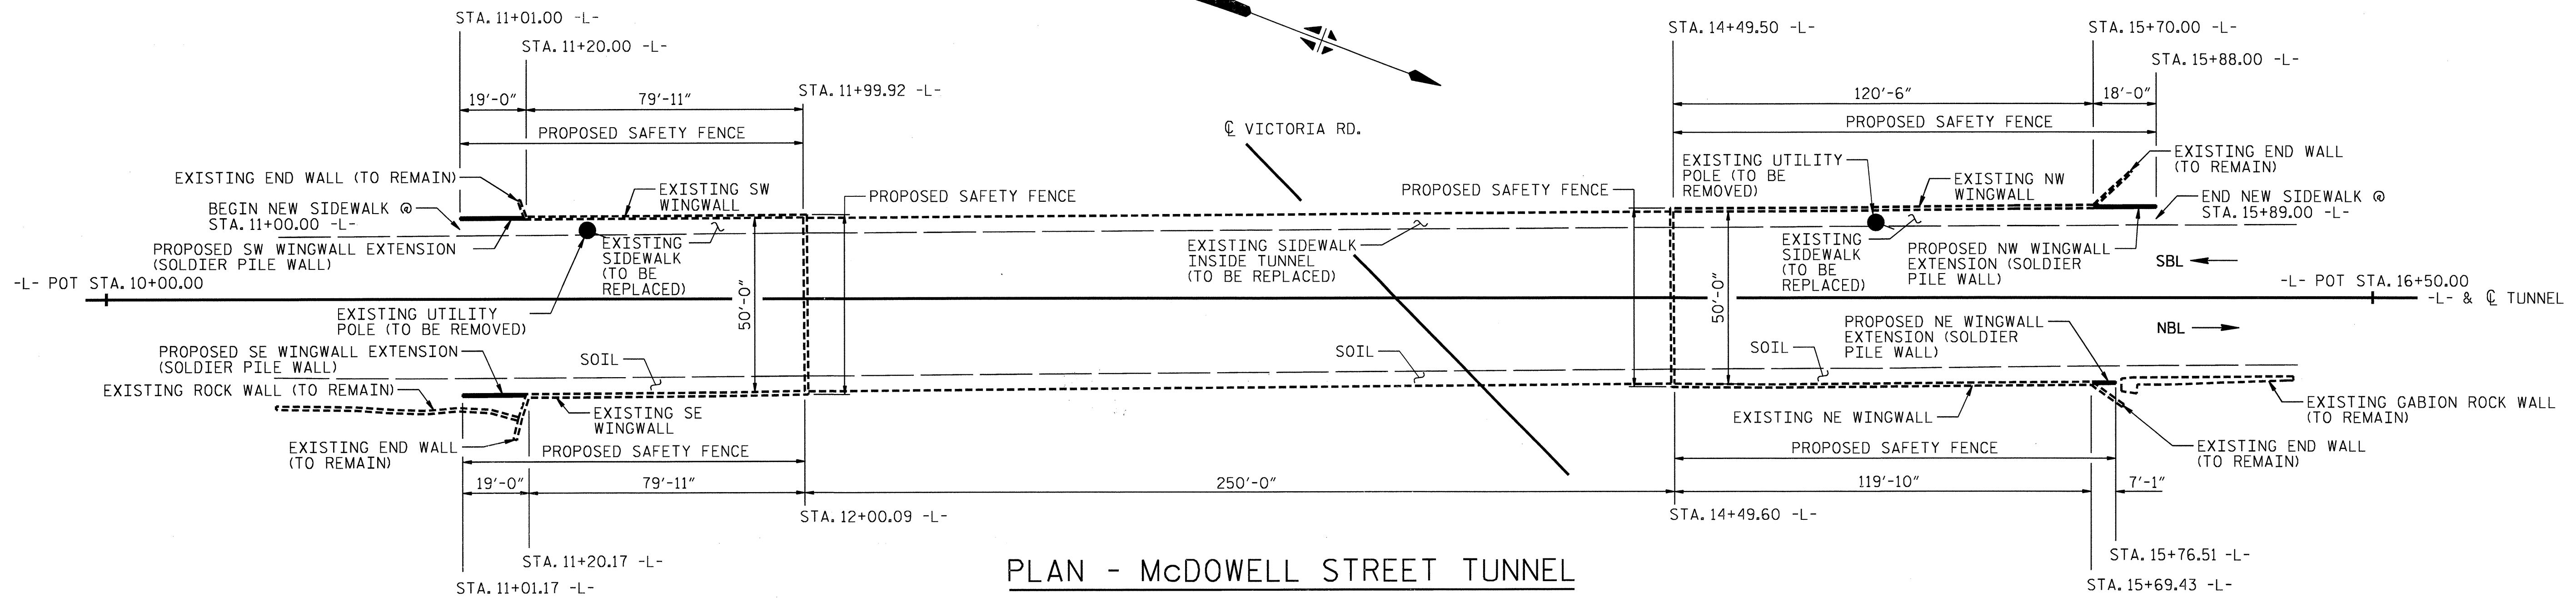 STA. 11+01.00 -L-
STA. 11+20.00 -L-
STA. 11+99.92 -L-
STA. 14+49.50 -L-
STA. 15+70.00 -L-
STA. 15+88.00 -L-
19'-0"
79'-11"
120'-6"
18'-0"
PROPOSED SAFETY FENCE
℄ VICTORIA RD.
PROPOSED SAFETY FENCE
EXISTING END WALL (TO REMAIN)
EXISTING SW
WINGWALL
PROPOSED SAFETY FENCE
PROPOSED SAFETY FENCE
EXISTING UTILITY
POLE (TO BE
REMOVED)
EXISTING NW
WINGWALL
EXISTING END WALL
(TO REMAIN)
BEGIN NEW SIDEWALK @
STA. 11+00.00 -L-
END NEW SIDEWALK @
STA. 15+89.00 -L-
PROPOSED SW WINGWALL EXTENSION
(SOLDIER PILE WALL)
EXISTING
SIDEWALK
(TO BE
REPLACED)
EXISTING SIDEWALK
INSIDE TUNNEL
(TO BE REPLACED)
EXISTING
SIDEWALK
(TO BE
REPLACED)
PROPOSED NW WINGWALL
EXTENSION (SOLDIER
PILE WALL)
SBL
-L- POT STA. 10+00.00
50'-0"
50'-0"
-L- POT STA. 16+50.00
-L- & ℄ TUNNEL
EXISTING UTILITY
POLE (TO BE REMOVED)
PROPOSED NE WINGWALL
EXTENSION (SOLDIER
PILE WALL)
NBL
PROPOSED SE WINGWALL EXTENSION
(SOLDIER PILE WALL)
SOIL
SOIL
SOIL
EXISTING ROCK WALL (TO REMAIN)
EXISTING SE
WINGWALL
EXISTING NE WINGWALL
EXISTING GABION ROCK WALL
(TO REMAIN)
EXISTING END WALL
(TO REMAIN)
PROPOSED SAFETY FENCE
PROPOSED SAFETY FENCE
EXISTING END WALL
(TO REMAIN)
19'-0"
79'-11"
250'-0"
119'-10"
7'-1"
STA. 12+00.09 -L-
STA. 14+49.60 -L-
STA. 11+20.17 -L-
STA. 15+76.51 -L-
STA. 11+01.17 -L-
STA. 15+69.43 -L-
PLAN - McDOWELL STREET TUNNEL